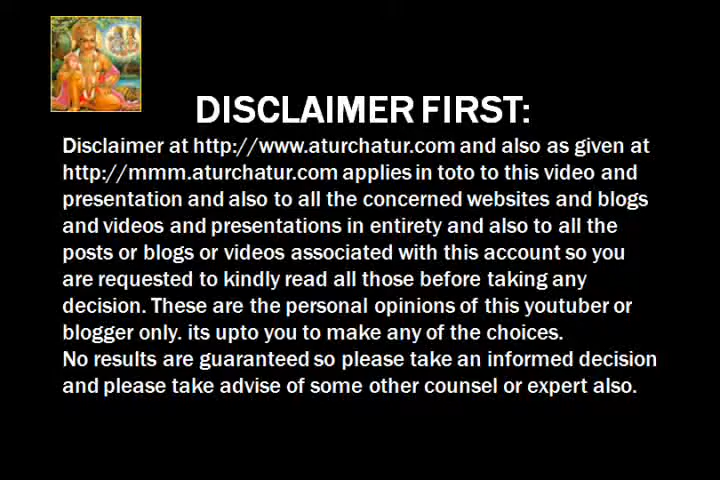 DISCLAIMER FIRST:
Disclaimer at http://www.aturchatur.com and also as given at
http://mmm.aturchatur.com applies in toto to this video and
presentation and also to all the concerned websites and blogs
and videos and presentations in entirety and also to all the
posts or blogs or videos associated with this account so you
are requested to kindly read all those before taking any
decision. These are the personal opinions of this youtuber or
blogger only. its upto you to make any of the choices.
No results are guaranteed so please take an informed decision
and please take advise of some other counsel or expert also.